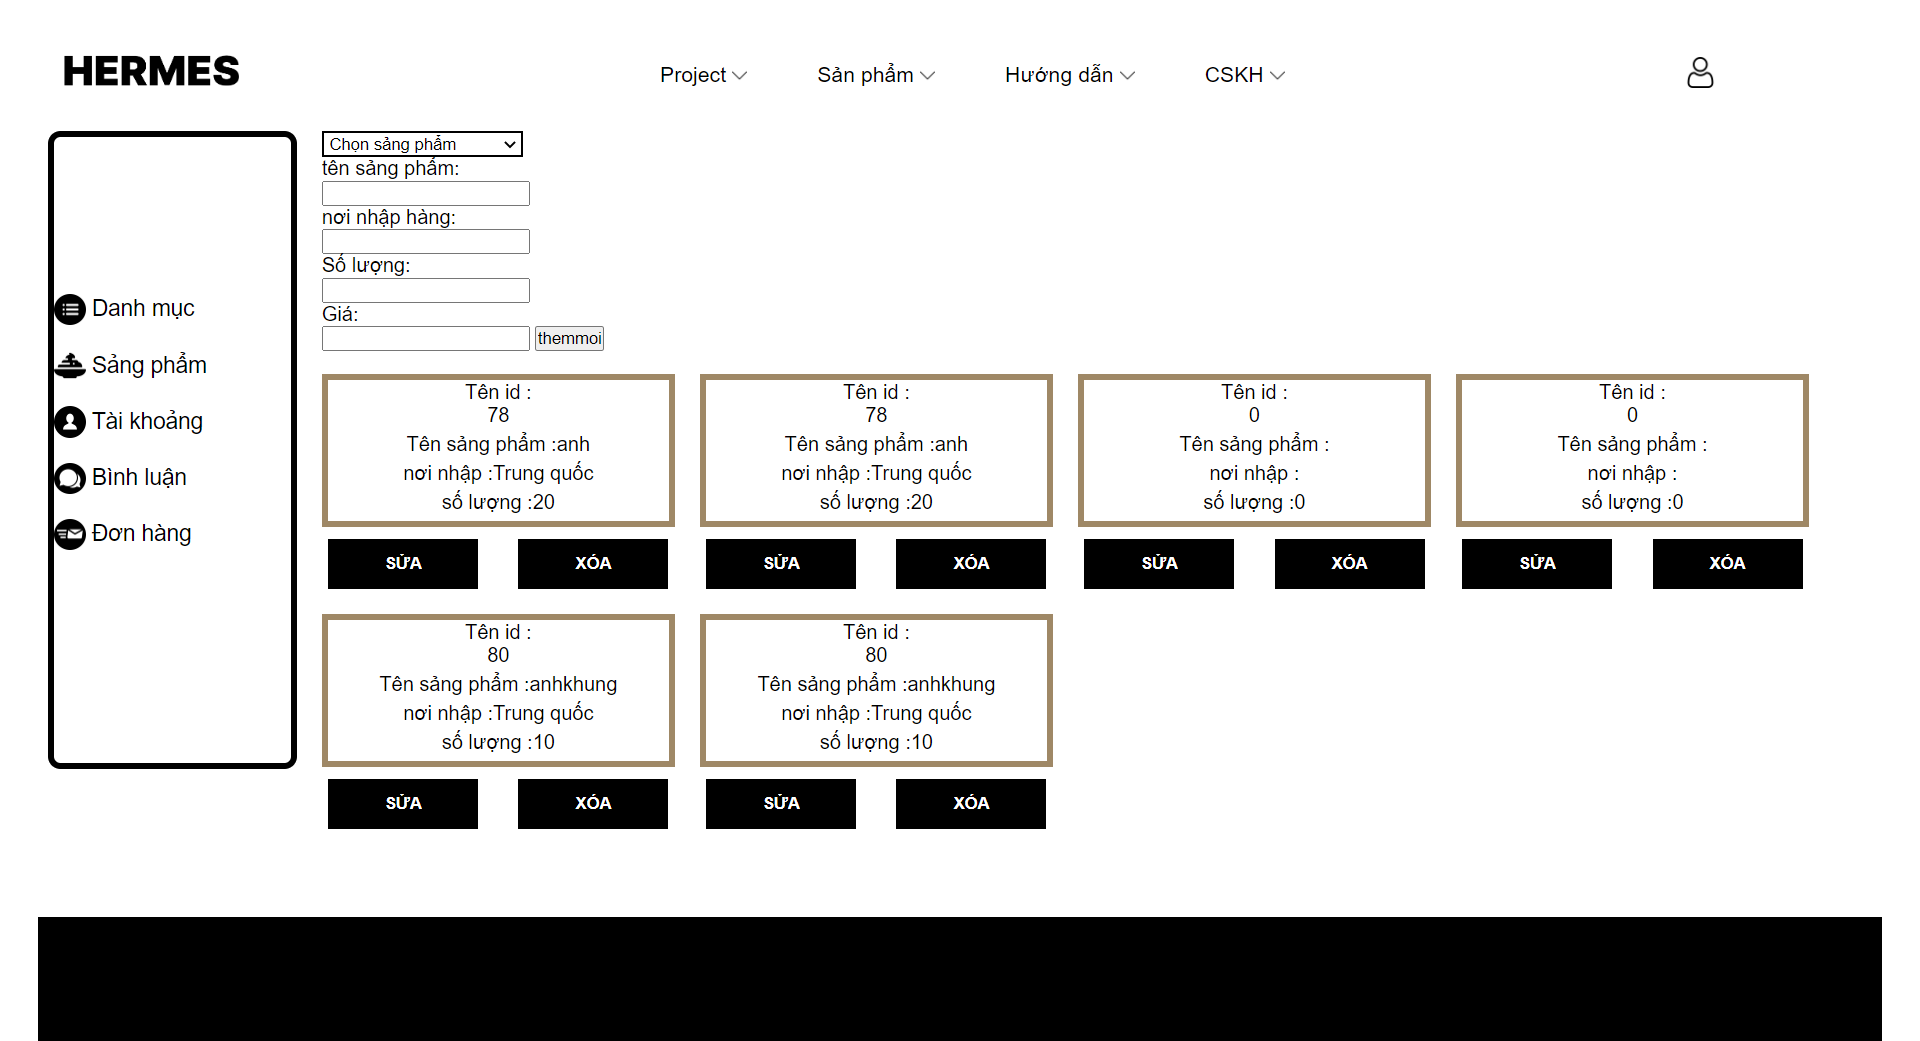 HERMES
Project
Sản phẩm
Hướng dẫn
CSKH
Danh mục
Sảng phẩm
Tài khoảng
Bình luận
Đơn hàng
Chọn sảng phẩm
tên sảng phẩm:
nơi nhập hàng:
Số lượng:
Giá:
themmoi
Tên id :
78
Tên sảng phẩm :anh
nơi nhập :Trung quốc
số lượng :20
SỬA
XÓA
Tên id :
78
Tên sảng phẩm :anh
nơi nhập :Trung quốc
số lượng :20
SỬA
XÓA
Tên id :
0
Tên sảng phẩm :
nơi nhập :
số lượng :0
SỬA
XÓA
Tên id :
0
Tên sảng phẩm :
nơi nhập :
số lượng :0
SỬA
XÓA
Tên id :
80
Tên sảng phẩm :anhkhung
nơi nhập :Trung quốc
số lượng :10
SỬA
XÓA
Tên id :
80
Tên sảng phẩm :anhkhung
nơi nhập :Trung quốc
số lượng :10
SỬA
XÓA